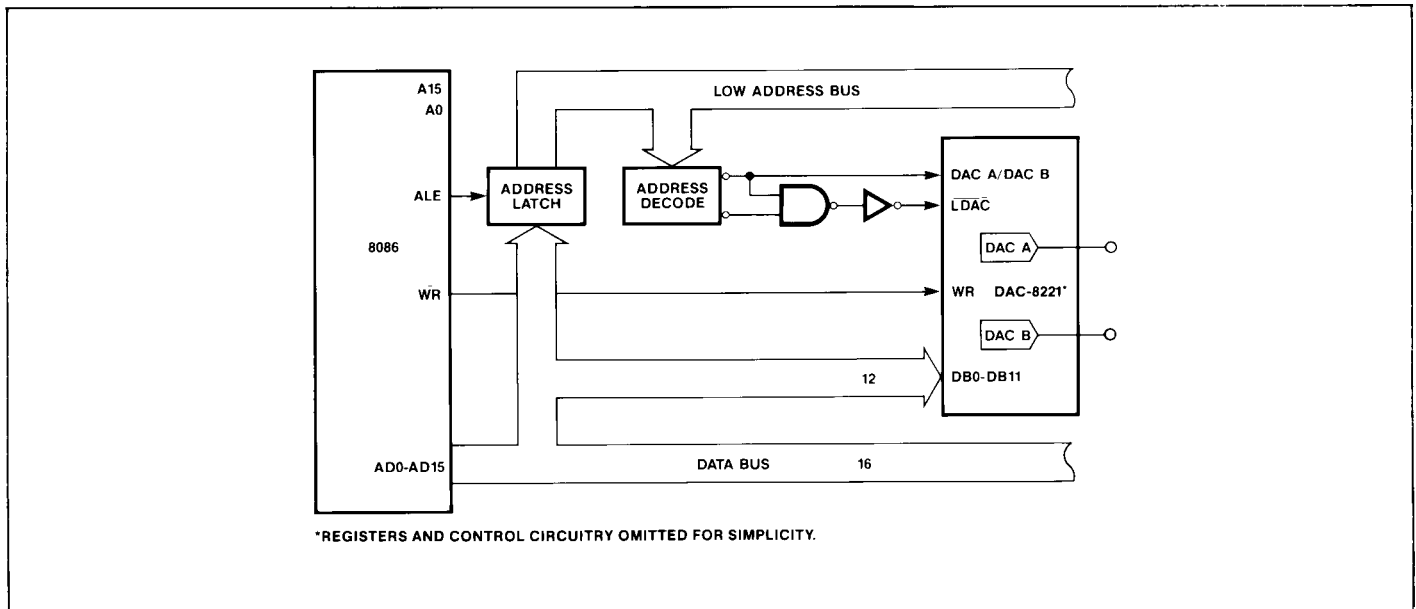 A15
A0
LOW ADDRESS BUS
ALE
ADDRESS
LATCH
ADDRESS
DECODE
DAC A/DAC B
LDAC
8086
DAC A
WR
WR
DAC-8221*
DAC B
12
DB0-DB11
AD0-AD15
DATA BUS
16
*REGISTERS AND CONTROL CIRCUITRY OMITTED FOR SIMPLICITY.